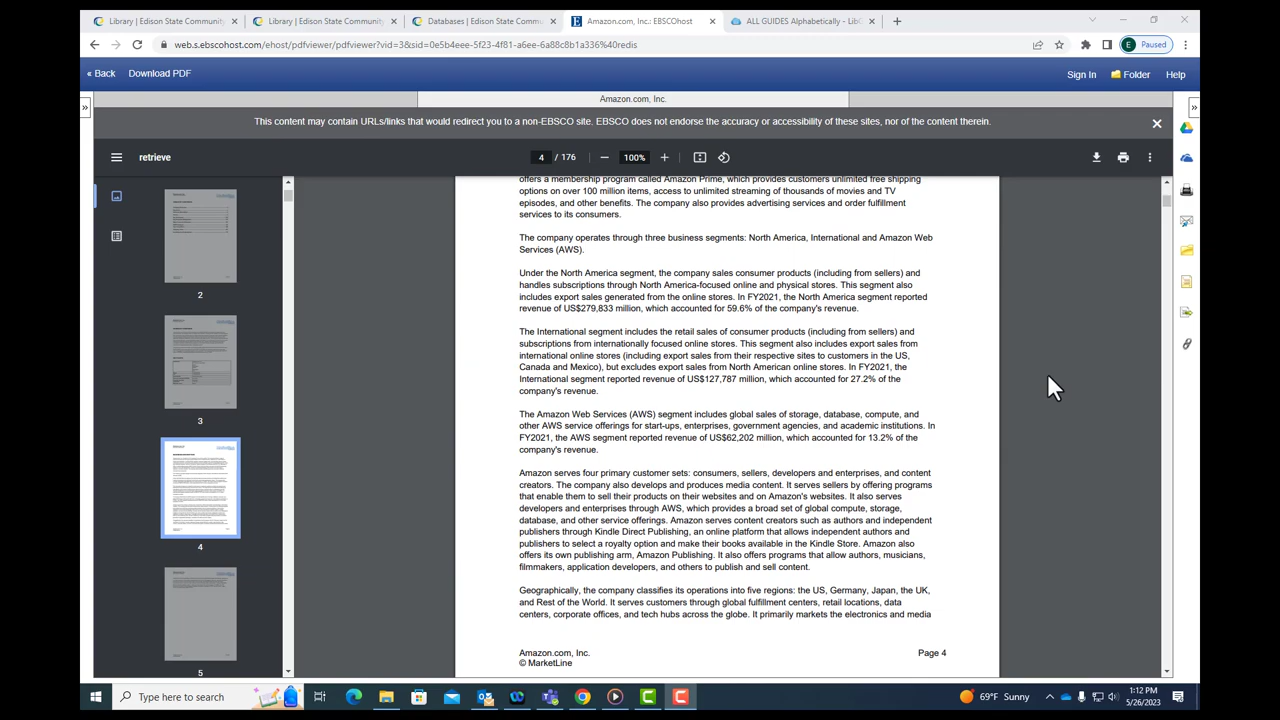 Library | Edison State Community
Library | Edison State Community
Databases | Edison State Commu
Amazon.com, Inc.: EBSCOhost
ALL GUIDES Alphabetically - LibG
web.s.ebscohost.com/ehost/pdfviewer/pdfviewer?vid=3&sid=0e5b4eee-5f23-4f81-a6ee-6a88c8b1a336%40redis
E Paused
« Back Download PDF
Sign In Folder Help
Amazon.com, Inc.
This content may contain URLs/links that would redirect you to a non-EBSCO site. EBSCO does not endorse the accuracy or accessibility of these sites, nor of the content therein.
retrieve
4 / 176
100%
2
3
4
5
offers a membership program called Amazon Prime, which provides customers unlimited free shipping
options on over 100 million items, access to unlimited streaming of thousands of movies and TV
episodes, and other benefits. The company also provides advertising services and order fulfillment
services to its consumers.
The company operates through three business segments: North America, International and Amazon Web
Services (AWS).
Under the North America segment, the company sales consumer products (including from sellers) and
handles subscriptions through North America-focused online and physical stores. This segment also
includes export sales generated from the online stores. In FY2021, the North America segment reported
revenue of US$279,833 million, which accounted for 59.6% of the company's revenue.
The International segment includes the retail sales of consumer products (including from sellers) and
subscriptions from internationally focused online stores. This segment also includes export sales from
international online stores (including export sales from their respective sites to customers in the US,
Canada and Mexico), but excludes export sales from North American online stores. In FY2021, the
International segment reported revenue of US$127,787 million, which accounted for 27.2% of the
company's revenue.
The Amazon Web Services (AWS) segment includes global sales of storage, database, compute, and
other AWS service offerings for start-ups, enterprises, government agencies, and academic institutions. In
FY2021, the AWS segment reported revenue of US$62,202 million, which accounted for 13.2% of the
company's revenue.
Amazon serves four primary customer sets: consumers, sellers, developers and enterprises, and content
creators. The company also develops and produces media content. It serves sellers by offering programs
that enable them to sell their products on their websites and on Amazon's websites. It also serves
developers and enterprises through AWS, which provides a broad set of global compute, storage,
database, and other service offerings. Amazon serves content creators such as authors and independent
publishers through Kindle Direct Publishing, an online platform that allows independent authors and
publishers to select a royalty option and make their books available in the Kindle Store. Amazon also
offers its own publishing arm, Amazon Publishing. It also offers programs that allow authors, musicians,
filmmakers, application developers, and others to publish and sell content.
Geographically, the company classifies its operations into five regions: the US, Germany, Japan, the UK,
and Rest of the World. It serves customers through global fulfillment centers, retail locations, data
centers, corporate offices, and tech hubs across the globe. It primarily markets the electronics and media
Amazon.com, Inc. Page 4
© MarketLine
Type here to search
69°F Sunny
1:12 PM
5/26/2023